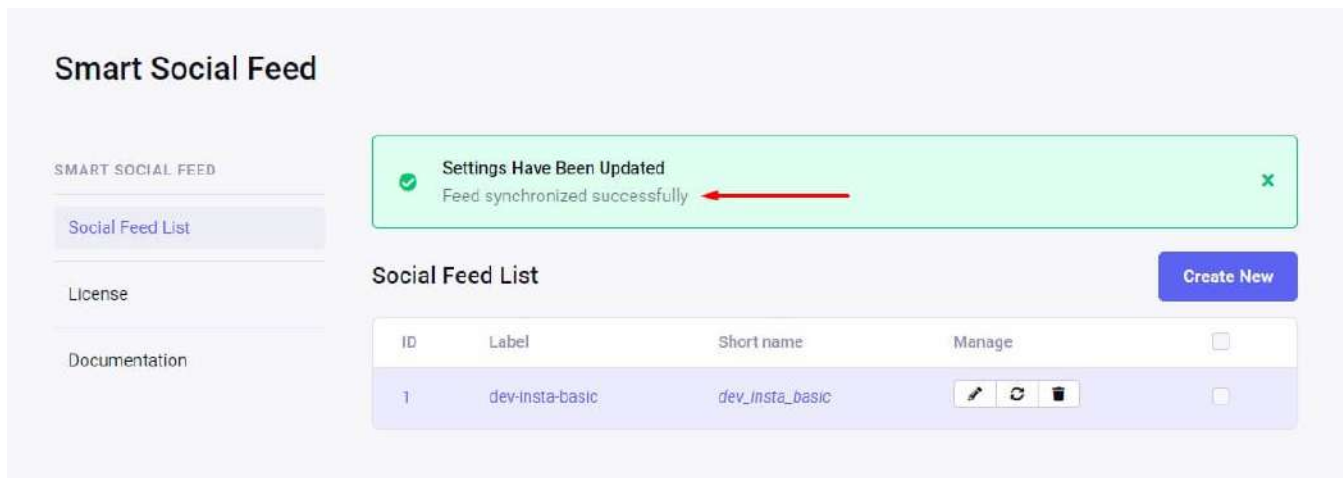 Smart Social Feed
SMART SOCIAL FEED
Social Feed List
License
Documentation
Settings Have Been Updated
Feed synchronized successfully
Social Feed List
Create New
ID Label Short name Manage
1 dev-insta-basic dev_insta_basic